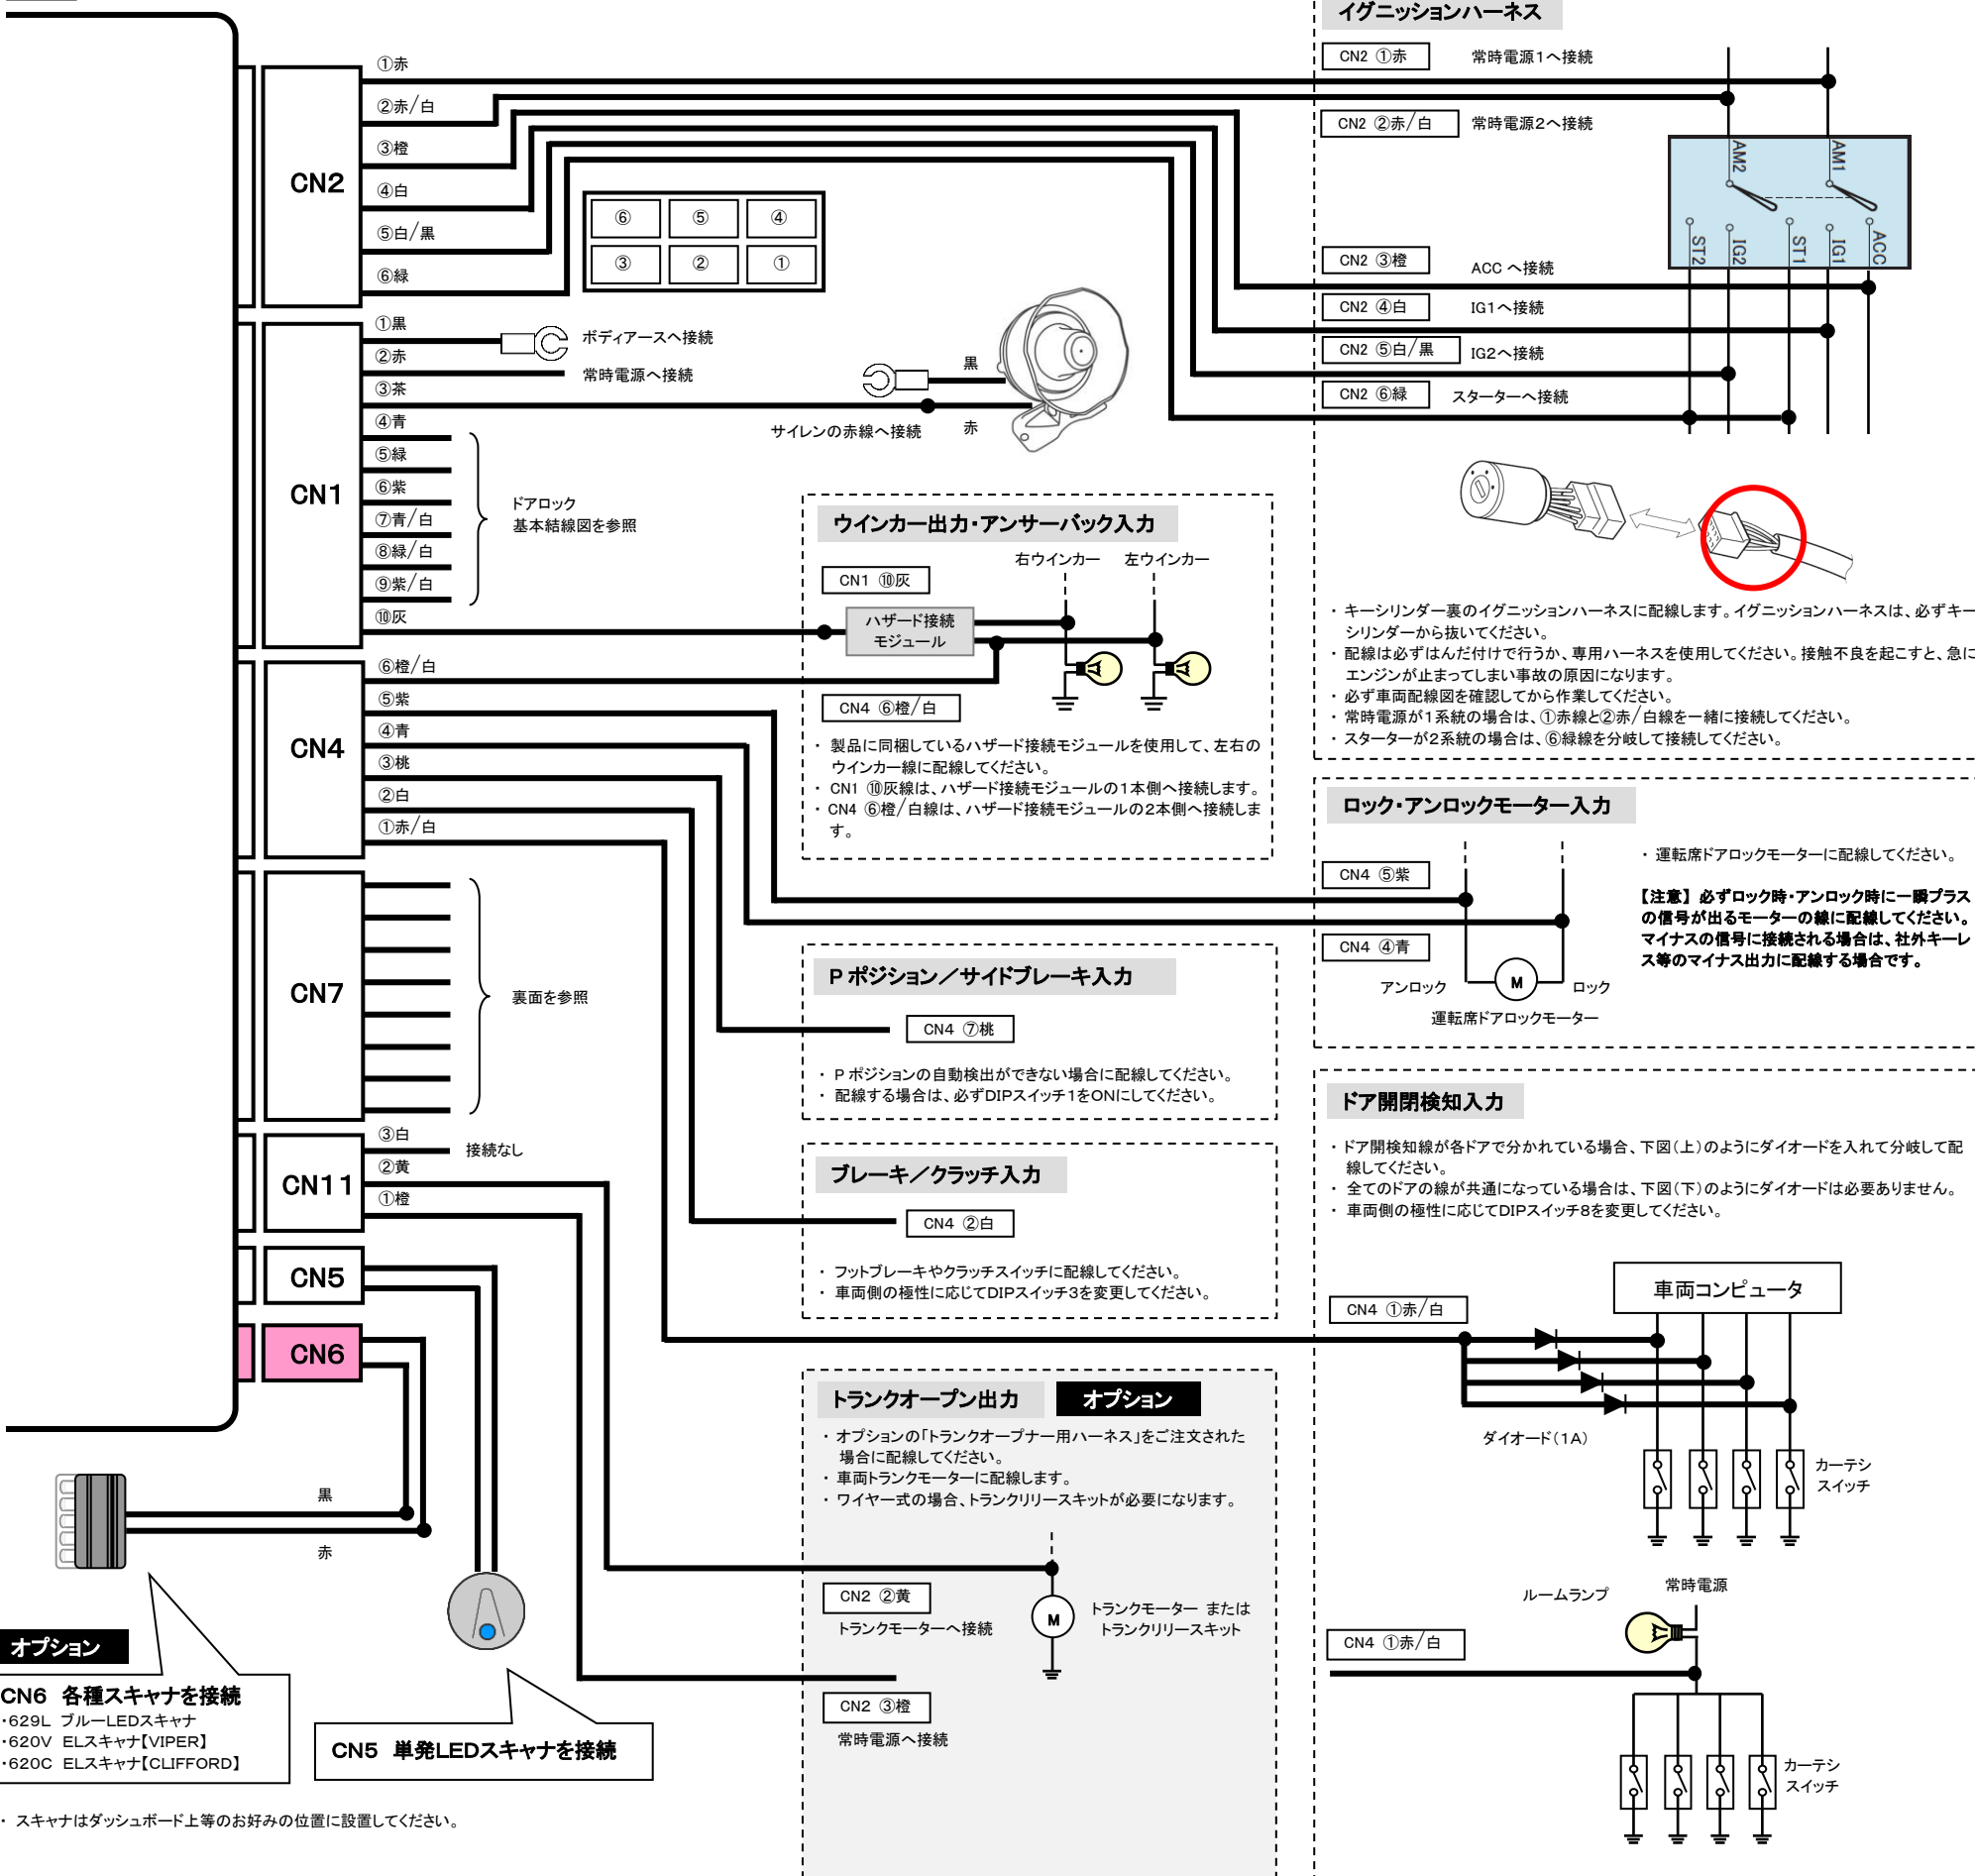 CN2
①赤
②赤/白
③橙
④白
⑤白/黒
⑥緑
⑥ ⑤ ④
③ ② ①
CN1
①黒
ボディアースへ接続
②赤
常時電源へ接続
③茶
④青
⑤緑
⑥紫
⑦青/白
⑧緑/白
⑨紫/白
⑩灰
ドアロック
基本結線図を参照
黒
サイレンの赤線へ接続
赤
CN4
⑥橙/白
⑤紫
④青
③桃
②白
①赤/白
CN7
裏面を参照
CN11
③白
接続なし
②黄
①橙
CN5
CN6
黒
赤
オプション
CN6 各種スキャナを接続
・629L ブルーLEDスキャナ
・620V ELスキャナ【VIPER】
・620C ELスキャナ【CLIFFORD】
CN5 単発LEDスキャナを接続
・ スキャナはダッシュボード上等のお好みの位置に設置してください。
ウインカー出力・アンサーバック入力
右ウインカー 左ウインカー
CN1 ⑩灰
ハザード接続
モジュール
CN4 ⑥橙/白
・ 製品に同梱しているハザード接続モジュールを使用して、左右の
ウインカー線に配線してください。
・ CN1 ⑩灰線は、ハザード接続モジュールの1本側へ接続します。
・ CN4 ⑥橙/白線は、ハザード接続モジュールの2本側へ接続しま
す。
P ポジション/サイドブレーキ入力
CN4 ⑦桃
・ P ポジションの自動検出ができない場合に配線してください。
・ 配線する場合は、必ずDIPスイッチ1をONにしてください。
ブレーキ/クラッチ入力
CN4 ②白
・ フットブレーキやクラッチスイッチに配線してください。
・ 車両側の極性に応じてDIPスイッチ3を変更してください。
トランクオープン出力 オプション
・ オプションの「トランクオープナー用ハーネス」をご注文された
場合に配線してください。
・ 車両トランクモーターに配線します。
・ ワイヤー式の場合、トランクリリースキットが必要になります。
CN2 ②黄
トランクモーターへ接続
M
トランクモーター または
トランクリリースキット
CN2 ③橙
常時電源へ接続
イグニッションハーネス
CN2 ①赤 常時電源1へ接続
CN2 ②赤/白 常時電源2へ接続
AM2 AM1
ST2 IG2 ST1 IG1 ACC
CN2 ③橙 ACC へ接続
CN2 ④白 IG1へ接続
CN2 ⑤白/黒 IG2へ接続
CN2 ⑥緑 スターターへ接続
・ キーシリンダー裏のイグニッションハーネスに配線します。イグニッションハーネスは、必ずキー
シリンダーから抜いてください。
・ 配線は必ずはんだ付けで行うか、専用ハーネスを使用してください。接触不良を起こすと、急に
エンジンが止まってしまい事故の原因になります。
・ 必ず車両配線図を確認してから作業してください。
・ 常時電源が1系統の場合は、①赤線と②赤/白線を一緒に接続してください。
・ スターターが2系統の場合は、⑥緑線を分岐して接続してください。
ロック・アンロックモーター入力
CN4 ⑤紫
CN4 ④青
アンロック M ロック
運転席ドアロックモーター
・ 運転席ドアロックモーターに配線してください。
【注意】 必ずロック時・アンロック時に一瞬プラス
の信号が出るモーターの線に配線してください。
マイナスの信号に接続される場合は、社外キーレ
ス等のマイナス出力に配線する場合です。
ドア開閉検知入力
・ ドア開検知線が各ドアで分かれている場合、下図(上)のようにダイオードを入れて分岐して配
線してください。
・ 全てのドアの線が共通になっている場合は、下図(下)のようにダイオードは必要ありません。
・ 車両側の極性に応じてDIPスイッチ8を変更してください。
車両コンピュータ
CN4 ①赤/白
ダイオード(1A)
カーテシ
スイッチ
ルームランプ
常時電源
CN4 ①赤/白
カーテシ
スイッチ